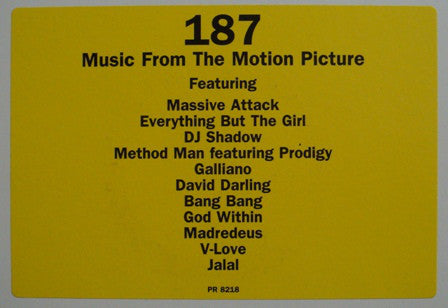 187
Music From The Motion Picture
Featuring
Massive Attack
Everything But The Girl
DJ Shadow
Method Man featuring Prodigy
Galliano
David Darling
Bang Bang
God Within
Madredeus
V-Love
Jalal
PR 8218